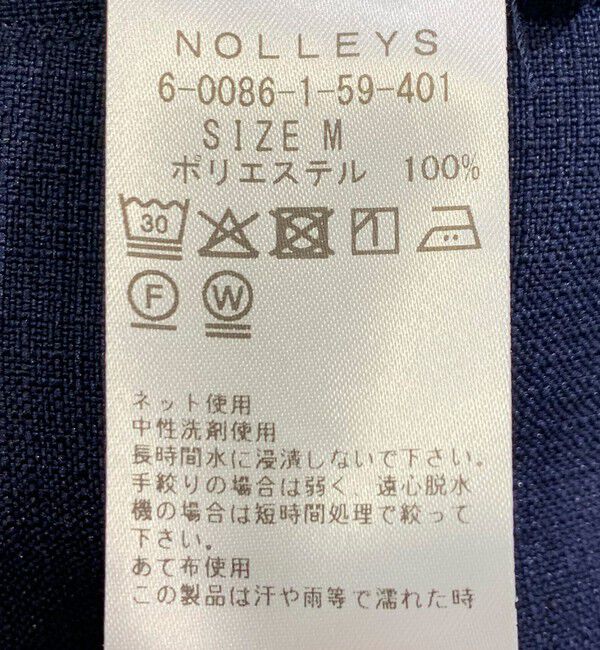 NOLLEYS
6-0086-1-59-401
SIZE M
ポリエステル 100%
30
F W
ネット使用
中性洗剤使用
長時間水に浸漬しないで下さい。
手絞りの場合は弱く、遠心脱水
機の場合は短時間処理で絞って
下さい。
あて布使用
この製品は汗や雨等で濡れた時